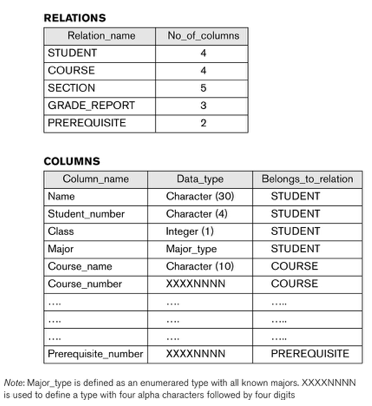 RELATIONS
Relation_name No_of_columns
STUDENT 4
COURSE 4
SECTION 5
GRADE_REPORT 3
PREREQUISITE 2
COLUMNS
Column_name Data_type Belongs_to_relation
Name Character (30) STUDENT
Student_number Character (4) STUDENT
Class Integer (1) STUDENT
Major Major_type STUDENT
Course_name Character (10) COURSE
Course_number XXXXNNNN COURSE
.... .... .....
.... .... .....
.... .... .....
Prerequisite_number XXXXNNNN PREREQUISITE
Note: Major_type is defined as an enumerared type with all known majors. XXXXNNNN
is used to define a type with four alpha characters followed by four digits